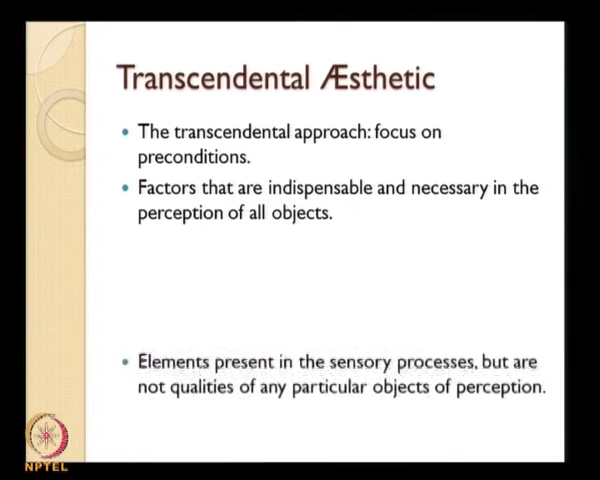 Transcendental Æsthetic
• The transcendental approach: focus on
preconditions.
• Factors that are indispensable and necessary in the
perception of all objects.
• Elements present in the sensory processes, but are
not qualities of any particular objects of perception.
NPTEL